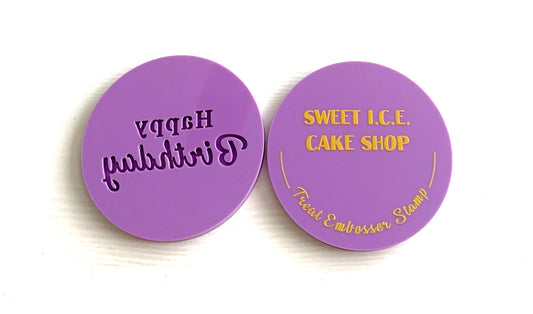 Happy
Birthday
SWEET I.C.E.
CAKE SHOP
Treat Embosser Stamp